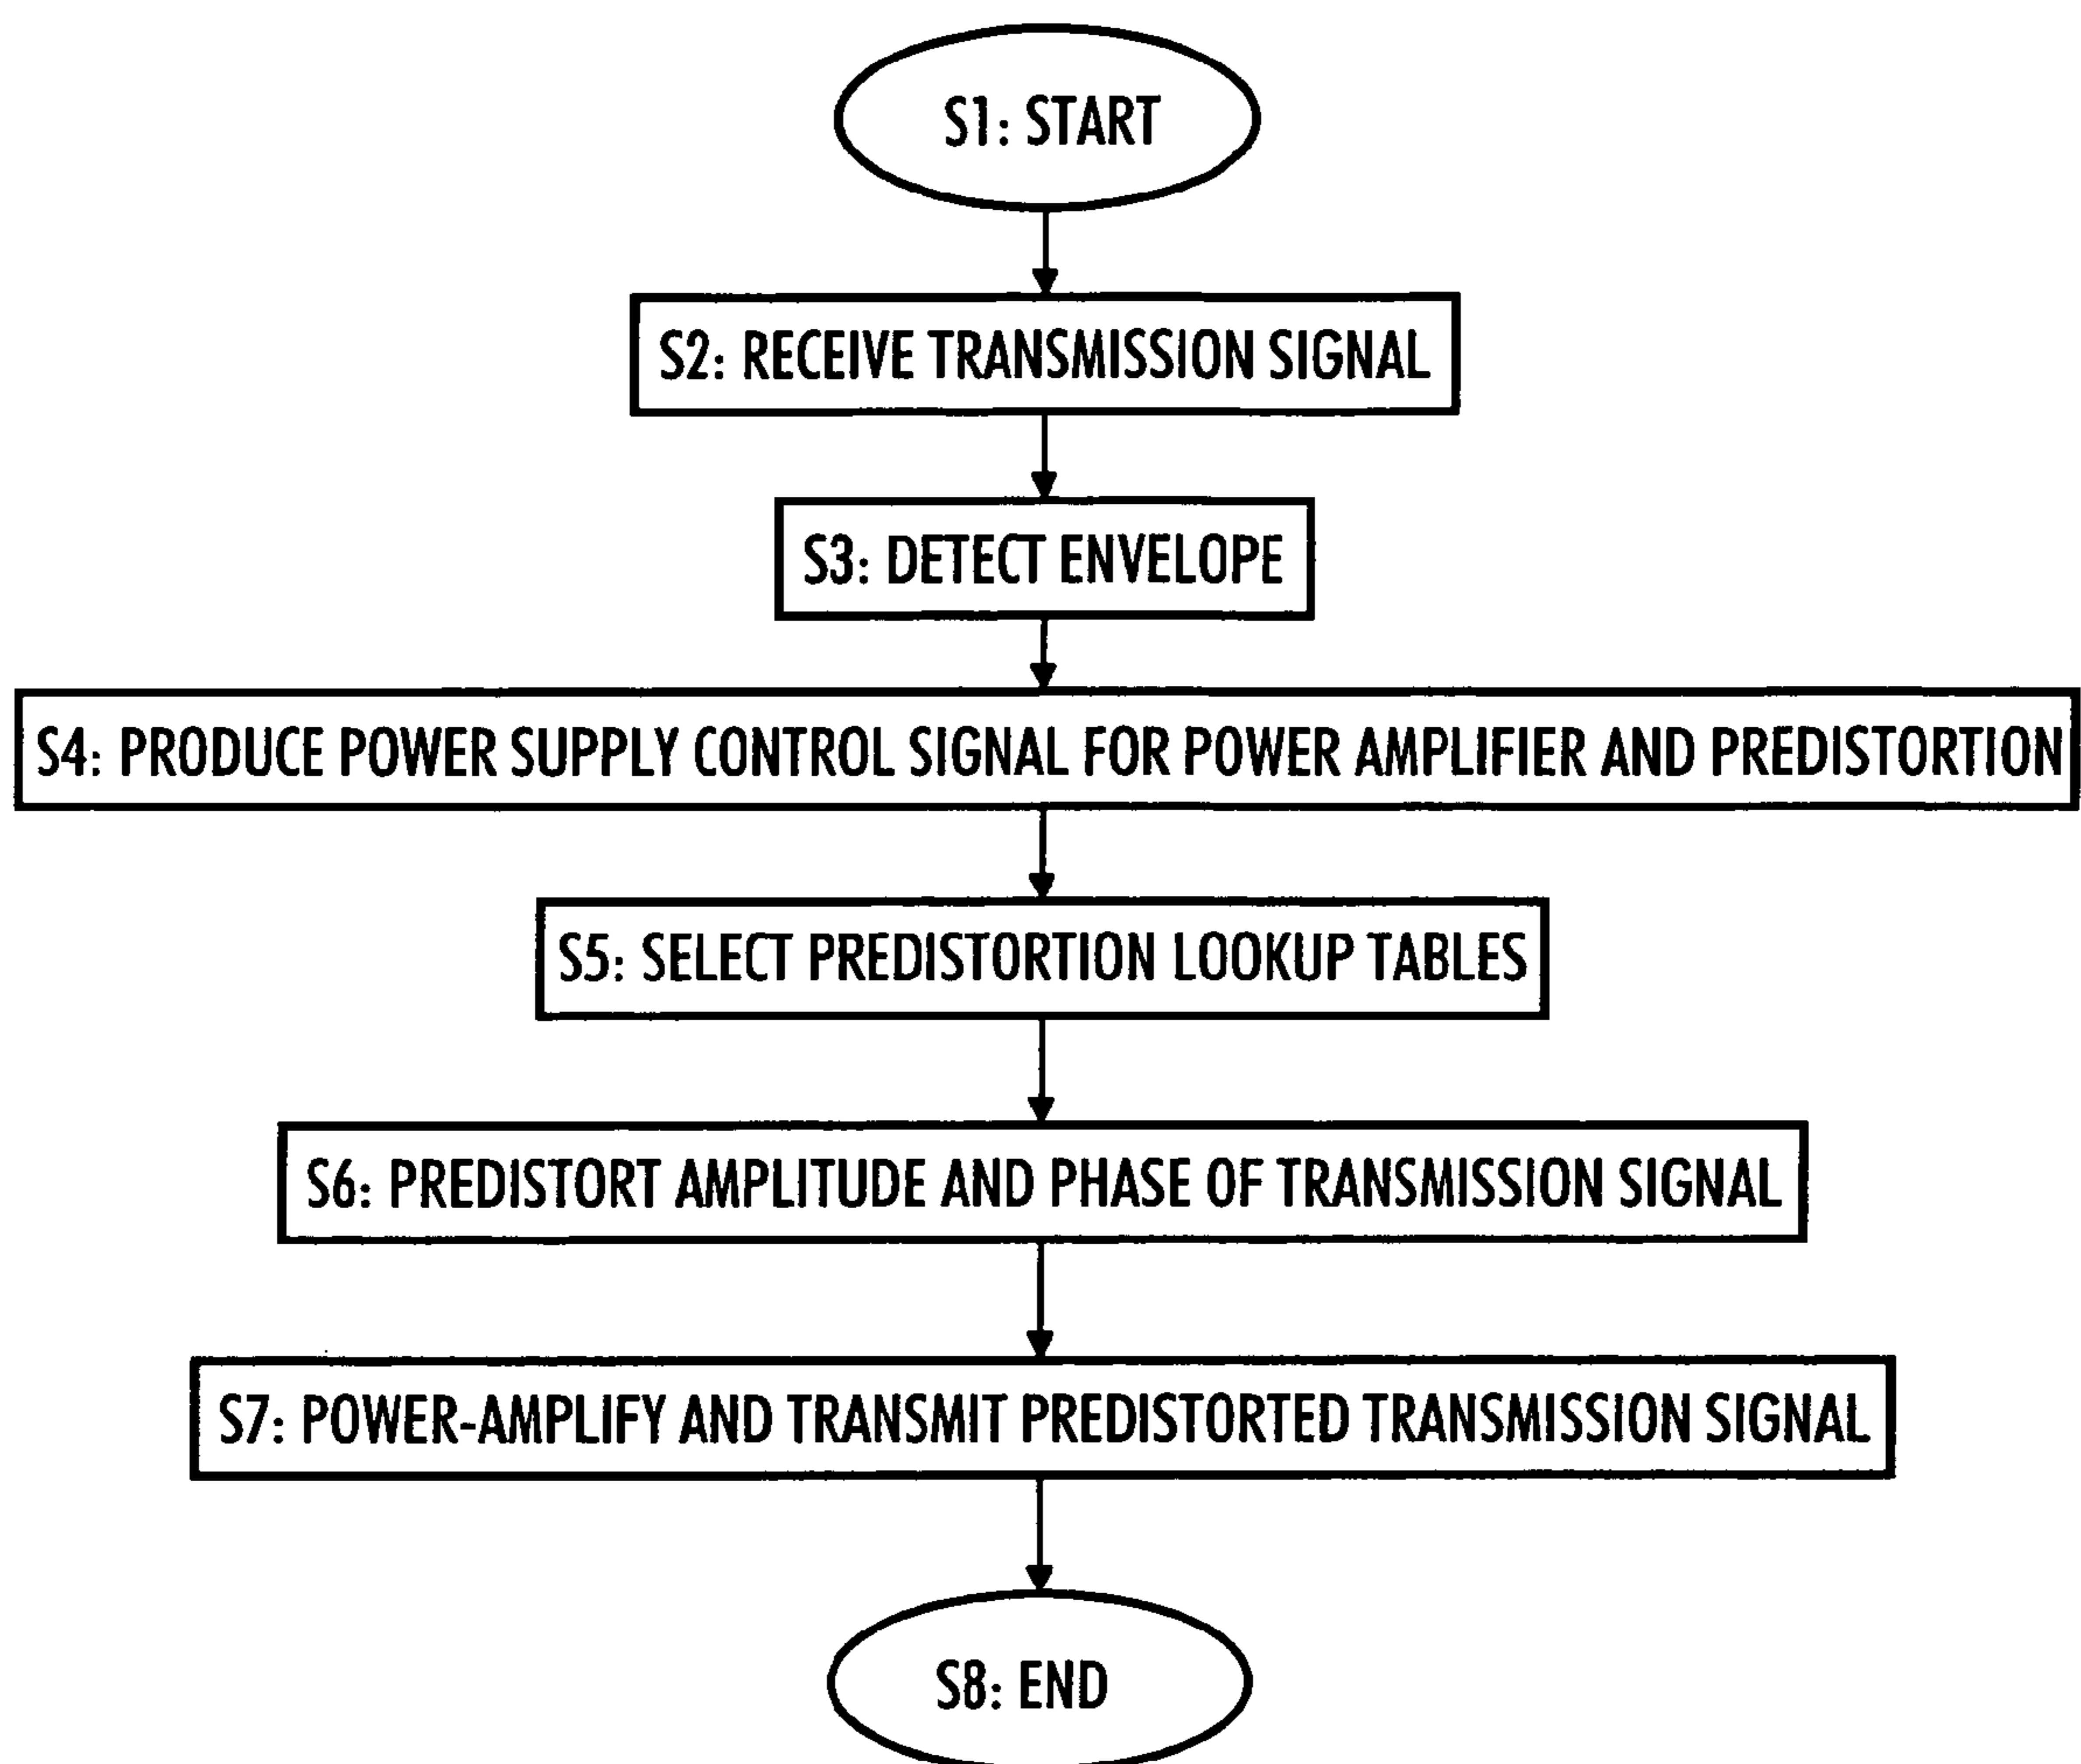 S1: START
S2: RECEIVE TRANSMISSION SIGNAL
S3: DETECT ENVELOPE
S4: PRODUCE POWER SUPPLY CONTROL SIGNAL FOR POWER AMPLIFIER AND PREDISTORTION
S5: SELECT PREDISTORTION LOOKUP TABLES
S6: PREDISTORT AMPLITUDE AND PHASE OF TRANSMISSION SIGNAL
S7: POWER-AMPLIFY AND TRANSMIT PREDISTORTED TRANSMISSION SIGNAL
S8: END